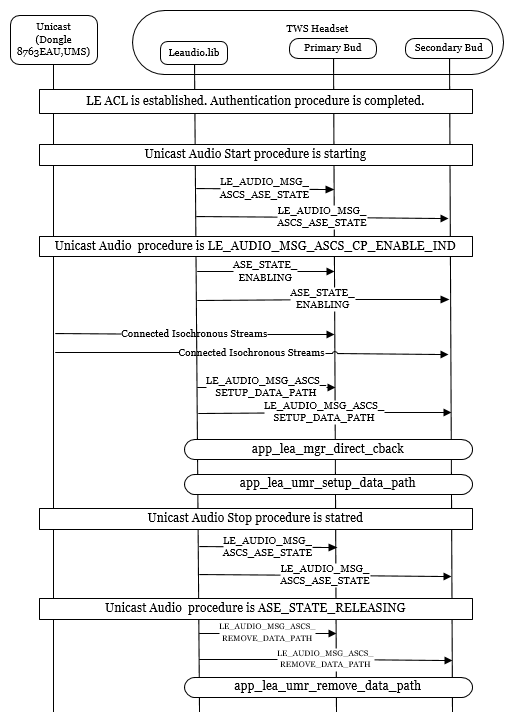 Unicast
(Dongle
8763EAU,UMS)
TWS Headset
Leaudio.lib
Primary Bud
Secondary Bud
LE ACL is established. Authentication procedure is completed.
Unicast Audio Start procedure is starting
LE_AUDIO_MSG_
ASCS_ASE_STATE
LE_AUDIO_MSG_
ASCS_ASE_STATE
Unicast Audio  procedure is LE_AUDIO_MSG_ASCS_CP_ENABLE_IND
ASE_STATE_
ENABLING
ASE_STATE_
ENABLING
Connected Isochronous Streams
Connected Isochronous Streams
LE_AUDIO_MSG_ASCS_
SETUP_DATA_PATH
LE_AUDIO_MSG_ASCS_
SETUP_DATA_PATH
app_lea_mgr_direct_cback
app_lea_umr_setup_data_path
Unicast Audio Stop procedure is statred
LE_AUDIO_MSG_
ASCS_ASE_STATE
LE_AUDIO_MSG_
ASCS_ASE_STATE
Unicast Audio  procedure is ASE_STATE_RELEASING
LE_AUDIO_MSG_ASCS_
REMOVE_DATA_PATH
LE_AUDIO_MSG_ASCS_
REMOVE_DATA_PATH
app_lea_umr_remove_data_path